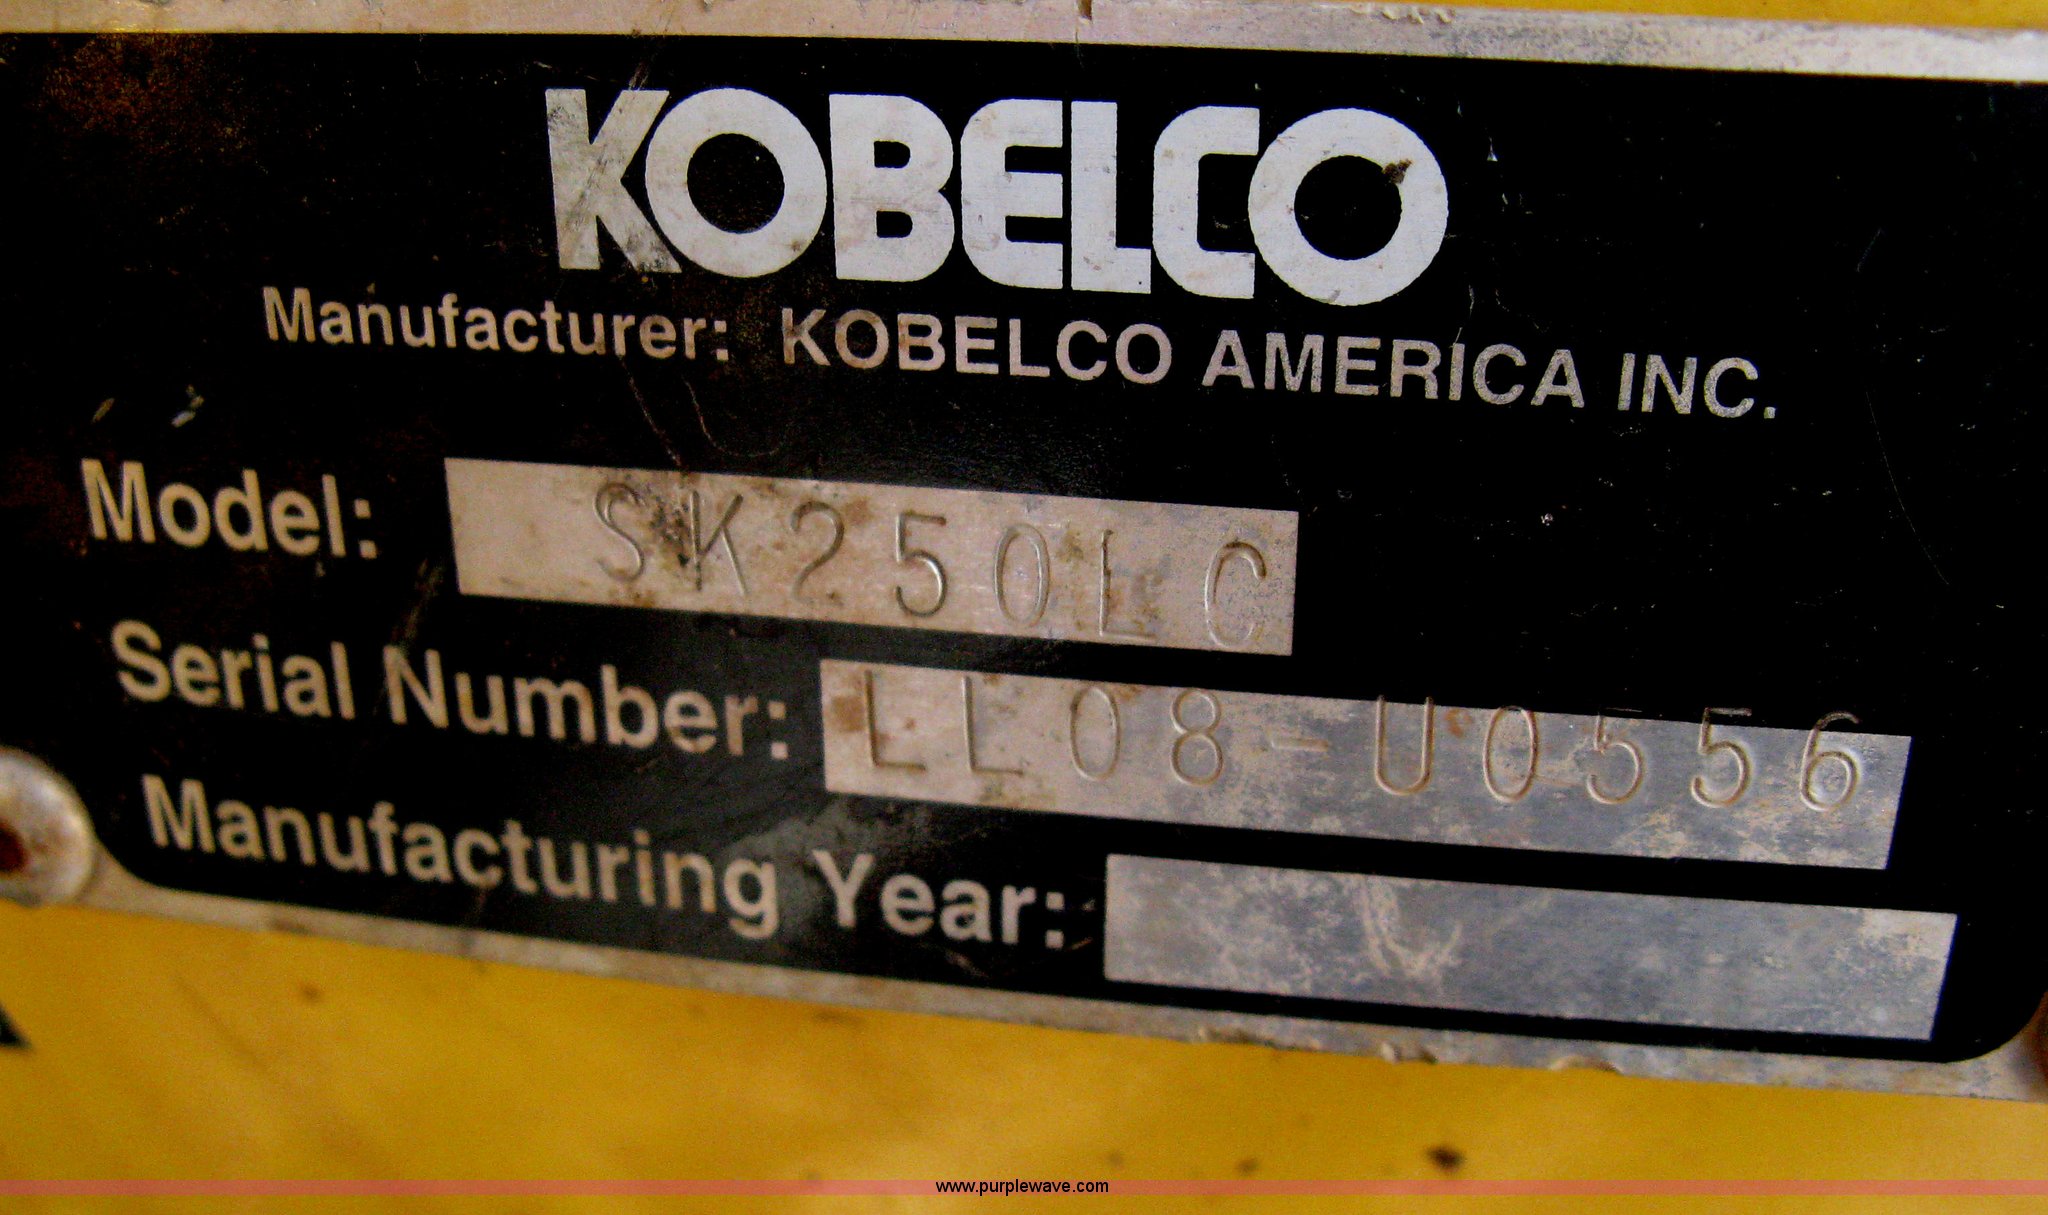 KOBELCO
Manufacturer: KOBELCO AMERICA INC.
Model: SK250LC
Serial Number: LL08-U0556
Manufacturing Year:
www.purplewave.com